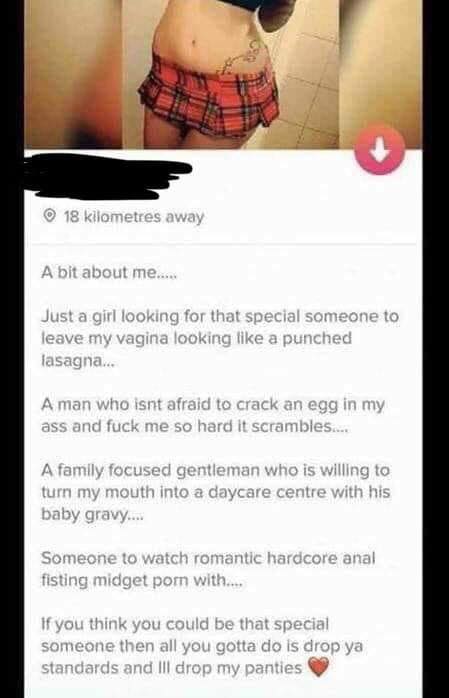 18 kilometres away
A bit about me.....
Just a girl looking for that special someone to
leave my vagina looking like a punched
lasagna...
A man who isnt afraid to crack an egg in my
ass and fuck me so hard it scrambles....
A family focused gentleman who is willing to
turn my mouth into a daycare centre with his
baby gravy....
Someone to watch romantic hardcore anal
fisting midget porn with....
If you think you could be that special
someone then all you gotta do is drop ya
standards and Ill drop my panties ❤️